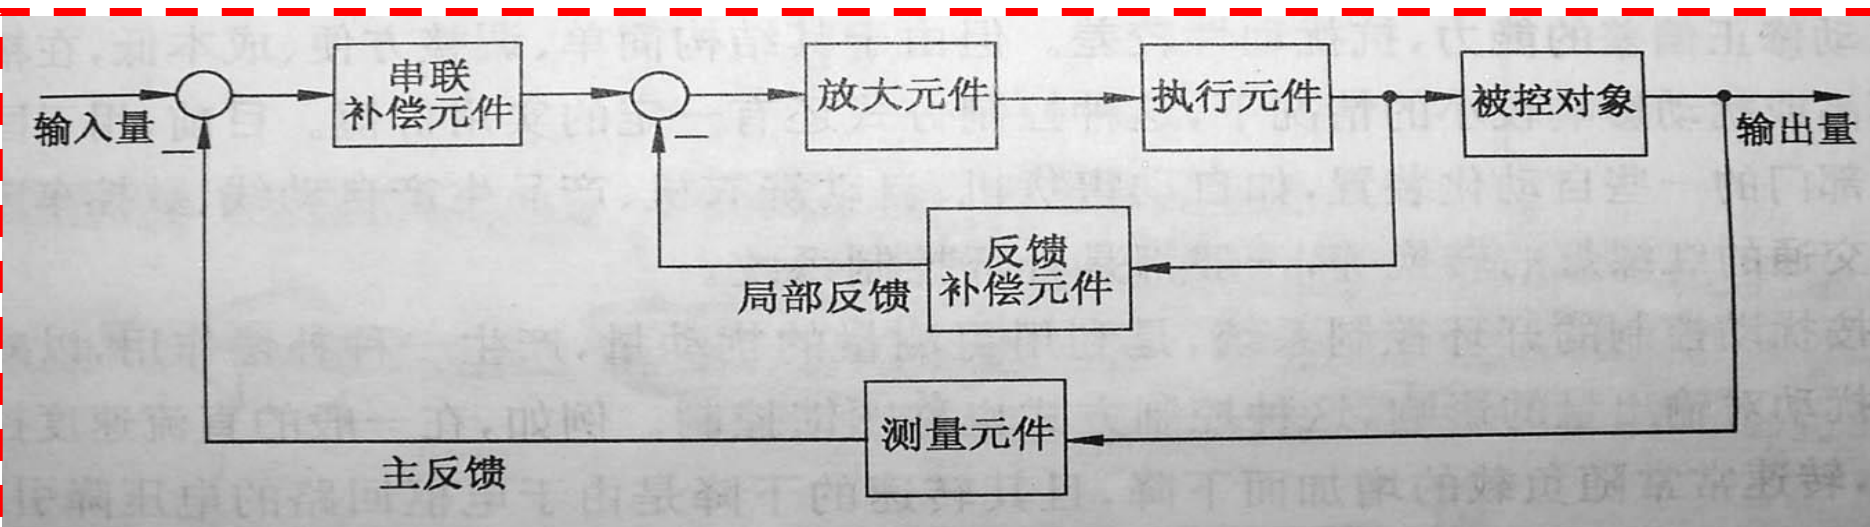 输入量
串联
补偿元件
放大元件
执行元件
被控对象
输出量
反馈
补偿元件
局部反馈
测量元件
主反馈